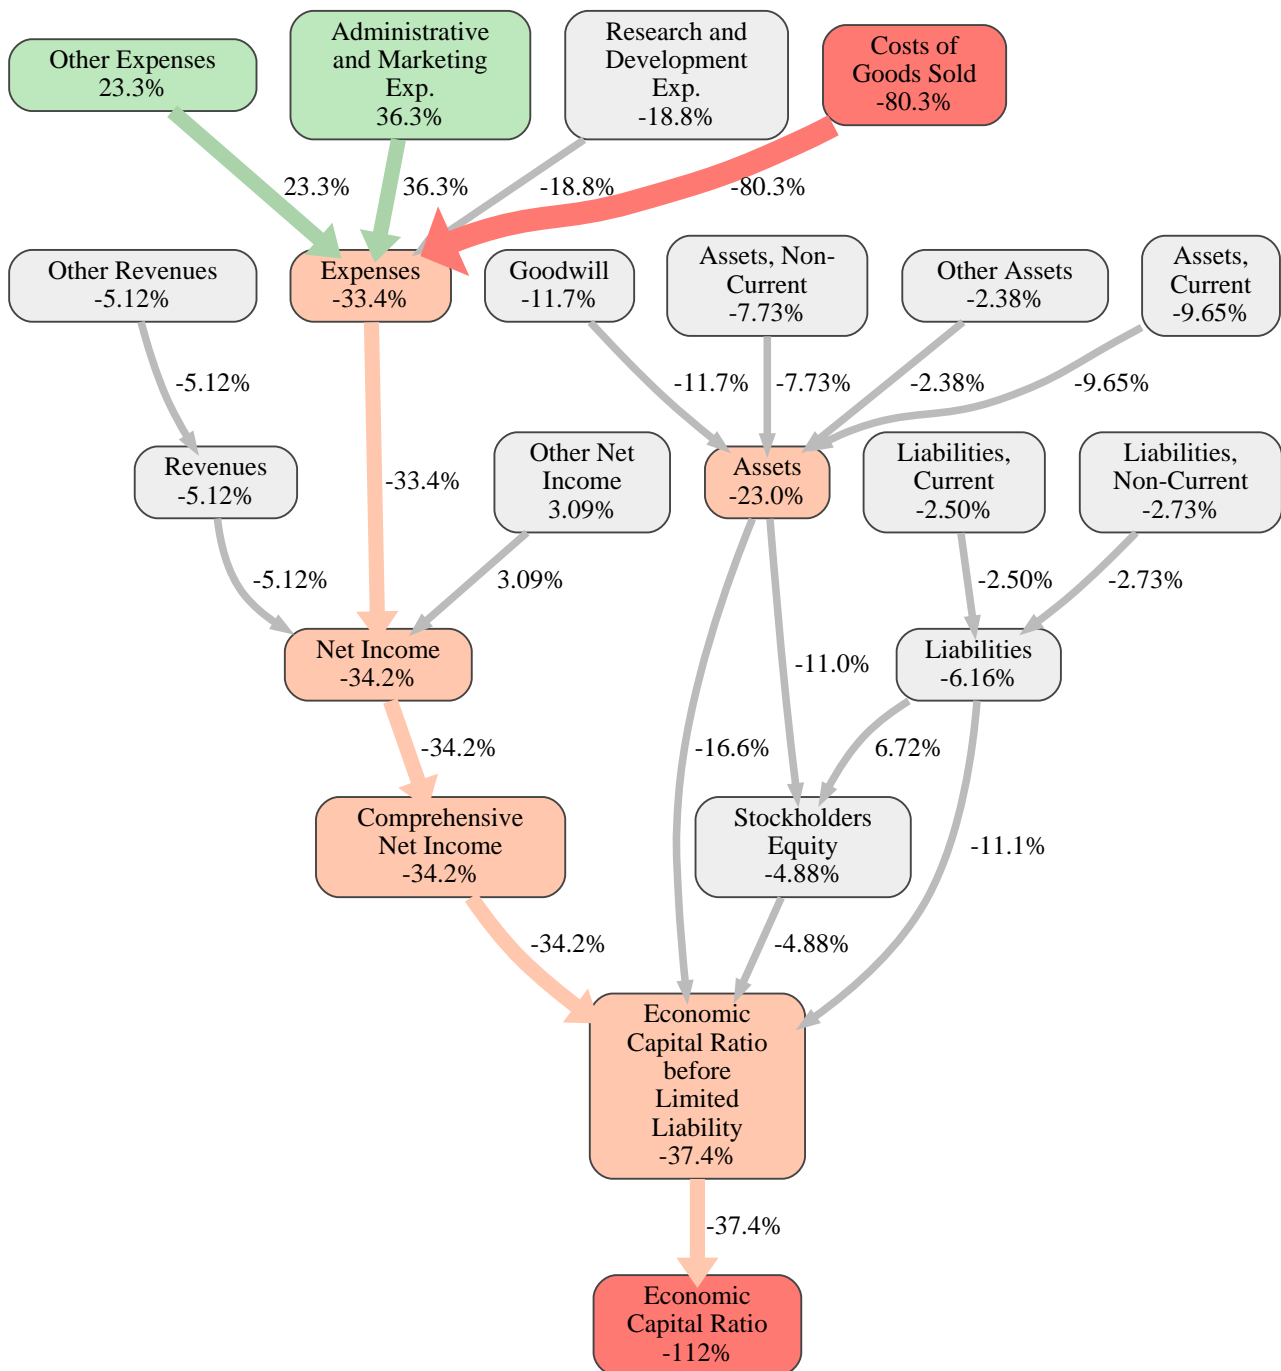 Other Expenses
23.3%
Administrative
and Marketing
Exp.
36.3%
Research and
Development
Exp.
-18.8%
Costs of
Goods Sold
-80.3%
23.3%
36.3%
-18.8%
-80.3%
Other Revenues
-5.12%
Expenses
-33.4%
Goodwill
-11.7%
Assets, Non-
Current
-7.73%
Other Assets
-2.38%
Assets,
Current
-9.65%
-5.12%
-11.7%
-7.73%
-2.38%
-9.65%
Revenues
-5.12%
-33.4%
Other Net
Income
3.09%
Assets
-23.0%
Liabilities,
Current
-2.50%
Liabilities,
Non-Current
-2.73%
-5.12%
3.09%
-2.50%
-2.73%
Net Income
-34.2%
-11.0%
Liabilities
-6.16%
-34.2%
-16.6%
6.72%
Comprehensive
Net Income
-34.2%
Stockholders
Equity
-4.88%
-11.1%
-34.2%
-4.88%
Economic
Capital Ratio
before
Limited
Liability
-37.4%
-37.4%
Economic
Capital Ratio
-112%